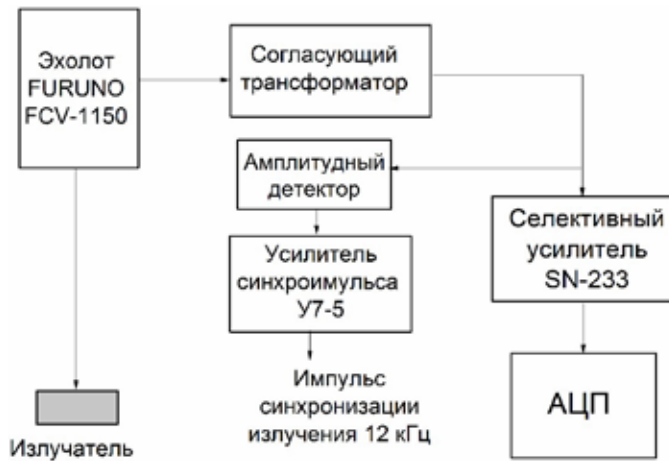 Эхолот
FURUNO
FCV-1150
Согласующий
трансформатор
Амплитудный
детектор
Усилитель
синхроимульса
У7-5
Селективный
усилитель
SN-233
Импульс
синхронизации
излучения 12 кГц
АЦП
Излучатель